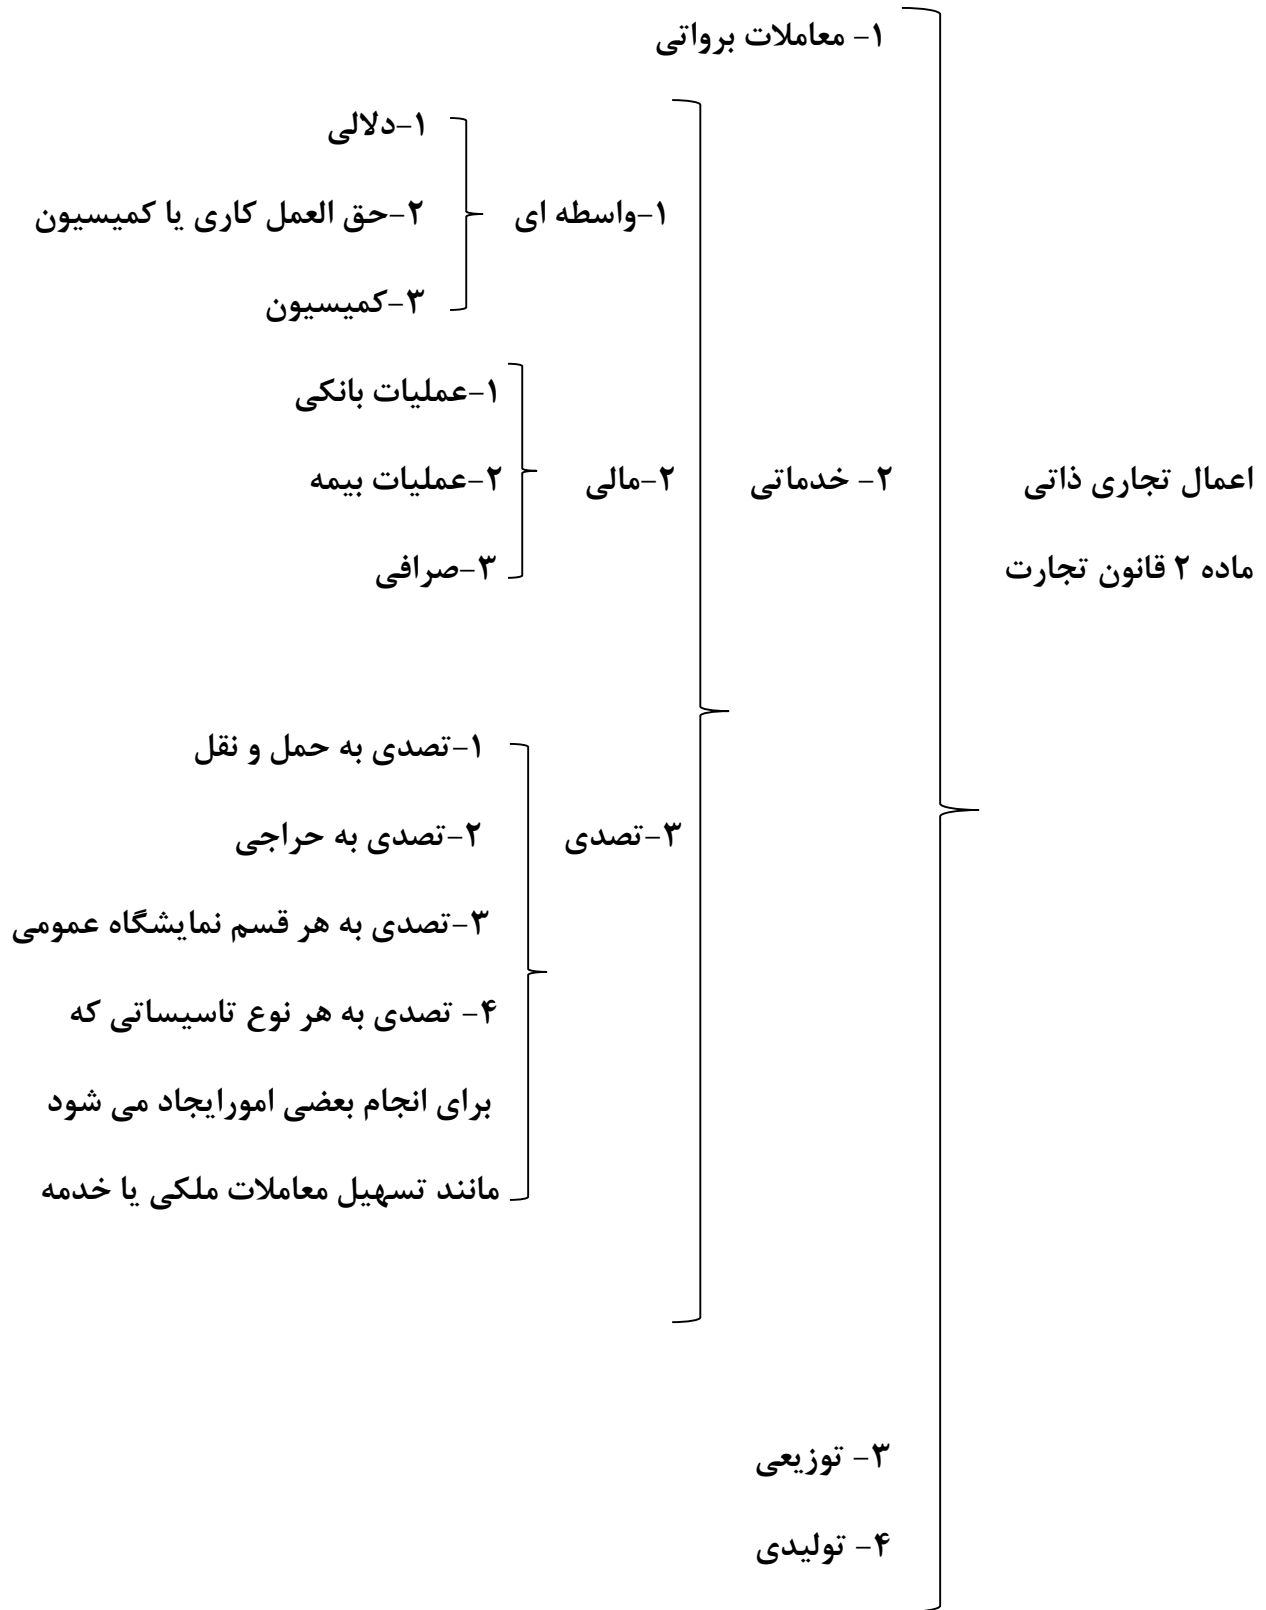 اعمال تجاری ذاتی
ماده ۲ قانون تجارت
۱- معاملات برواتی
۲- خدماتی
۱-واسطه ای
۱-دلالی
۲-حق العمل کاری یا کمیسیون
۳-کمیسیون
۲-مالی
۱-عملیات بانکی
۲-عملیات بیمه
۳-صرافی
۳-تصدی
۱-تصدی به حمل و نقل
۲-تصدی به حراجی
۳-تصدی به هر قسم نمایشگاه عمومی
۴- تصدی به هر نوع تاسیساتی که
برای انجام بعضی امورایجاد می شود
مانند تسهیل معاملات ملکی یا خدمه
۳- توزیعی
۴- تولیدی